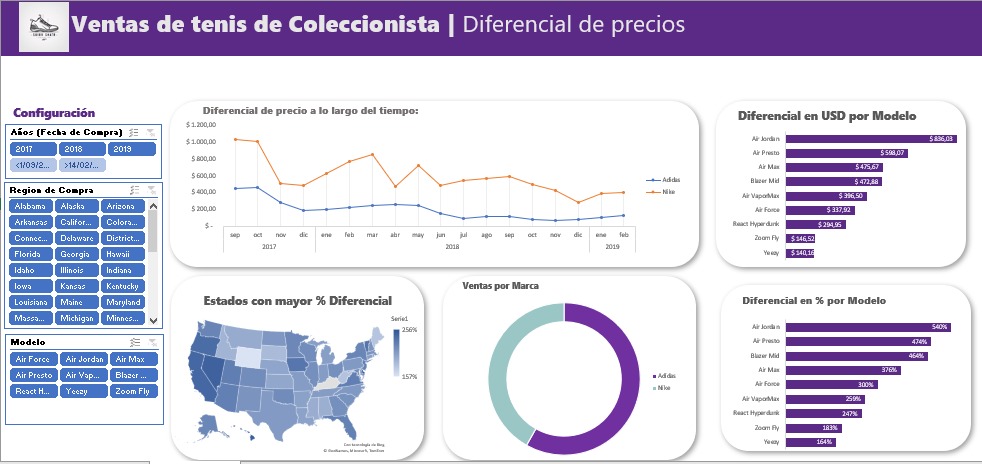 Ventas de tenis de Coleccionista | Diferencial de precios
Configuración
Años (Fecha de Compra)
2017 2018 2019
<1/09/2... >14/02/...
Region de Compra
Alabama Alaska Arizona
Arkansas Califor... Colora...
Connec... Delaware District...
Florida Georgia Hawaii
Idaho Illinois Indiana
Iowa Kansas Kentucky
Louisiana Maine Maryland
Massa... Michigan Minnes...
Modelo
Air Force Air Jordan Air Max
Air Presto Air Vap... Blazer ...
React H... Yeezy Zoom Fly
Diferencial de precio a lo largo del tiempo:
$ 1.200,00
$ 1.000,00
$ 800,00
$ 600,00
$ 400,00
$ 200,00
$ -
sep oct nov dic ene feb mar abr may jun jul ago sep oct nov dic ene feb
2017 2018 2019
Adidas
Nike
Diferencial en USD por Modelo
Air Jordan $ 836,03
Air Presto $ 598,07
Air Max $ 475,67
Blazer Mid $ 472,88
Air VaporMax $ 396,50
Air Force $ 337,92
React Hyperdunk $ 294,95
Zoom Fly $ 146,52
Yeezy $ 140,16
Estados con mayor % Diferencial
Serie1
256%
157%
Con tecnología de Bing
Ventas por Marca
Adidas
Nike
Diferencial en % por Modelo
Air Jordan 540%
Air Presto 474%
Blazer Mid 464%
Air Max 376%
Air Force 300%
Air VaporMax 259%
React Hyperdunk 247%
Zoom Fly 183%
Yeezy 164%